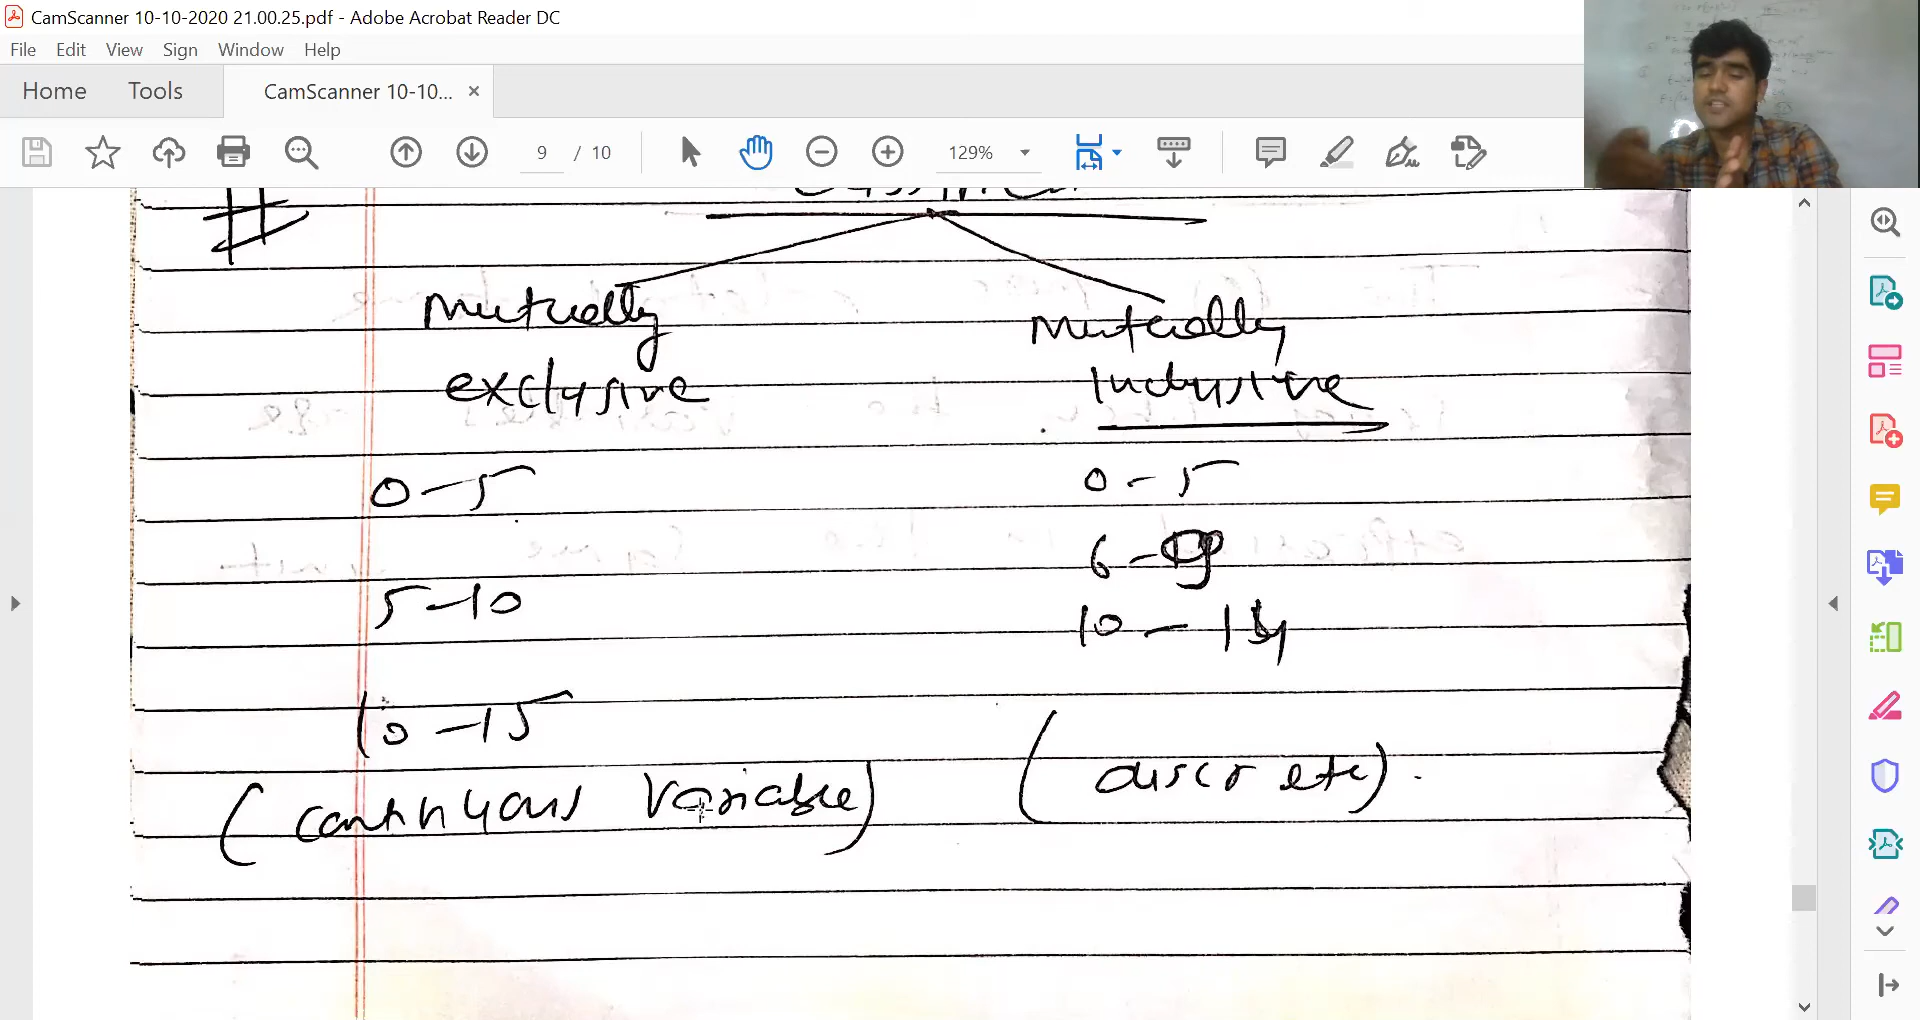 CamScanner 10-10-2020 21.00.25.pdf - Adobe Acrobat Reader DC
File Edit View Sign Window Help
Home Tools CamScanner 10-10... ×
9 / 10 129%
#
Mutually
exclusive
0-5
5-10
10-15
(continuous variable)
Mutually
Inclusive
0-5
6-9
10-14
(discrete).